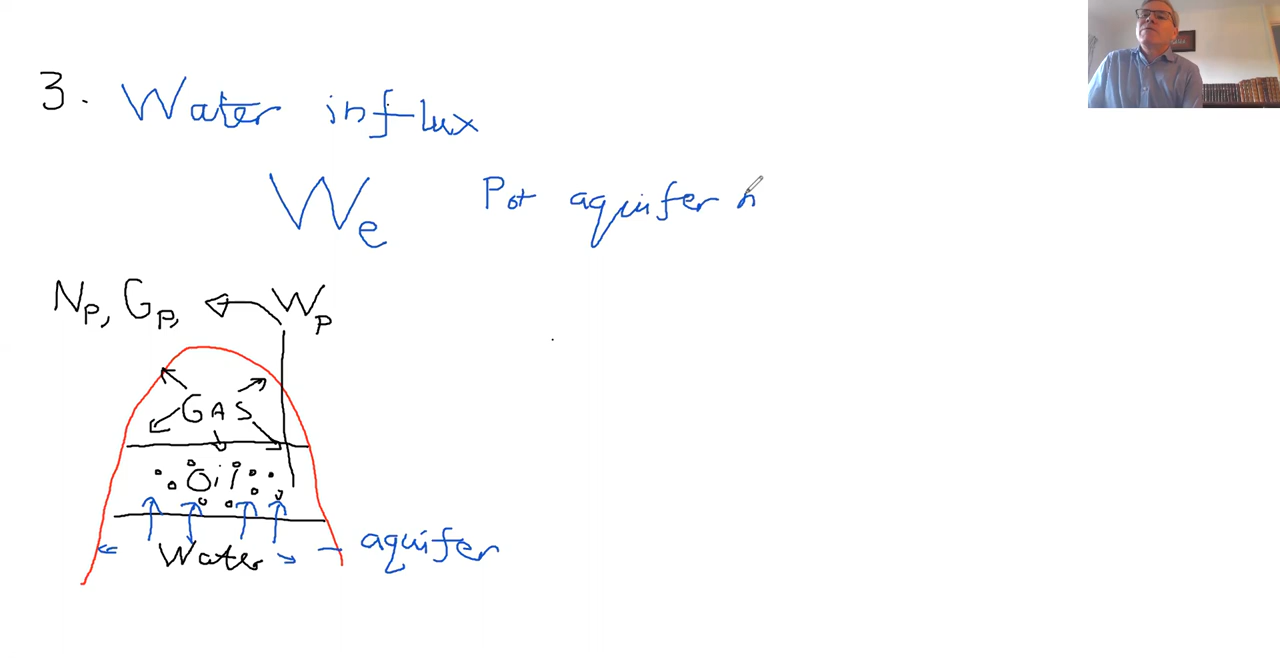 3. Water influx
We Pot aquifer
Np, Gp, Wp
GAS
Oil
Water aquifer